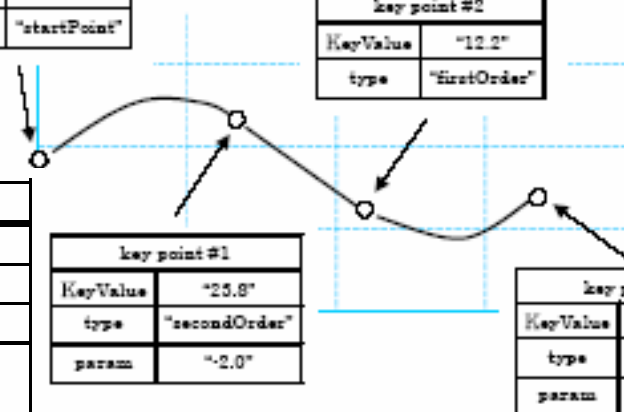 "startPoint"
key point #2
KeyValue "12.2"
type "firstOrder"
key point #1
KeyValue "25.8"
type "secondOrder"
param "-2.0"
key
KeyValue
type
param